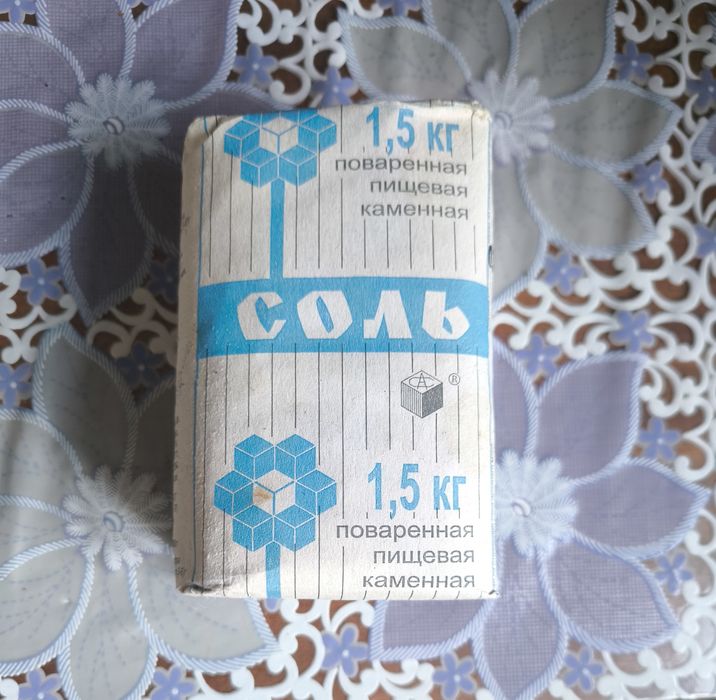 1,5 кг
поваренная
пищевая
каменная
СОЛЬ
®
1,5 кг
поваренная
пищевая
каменная